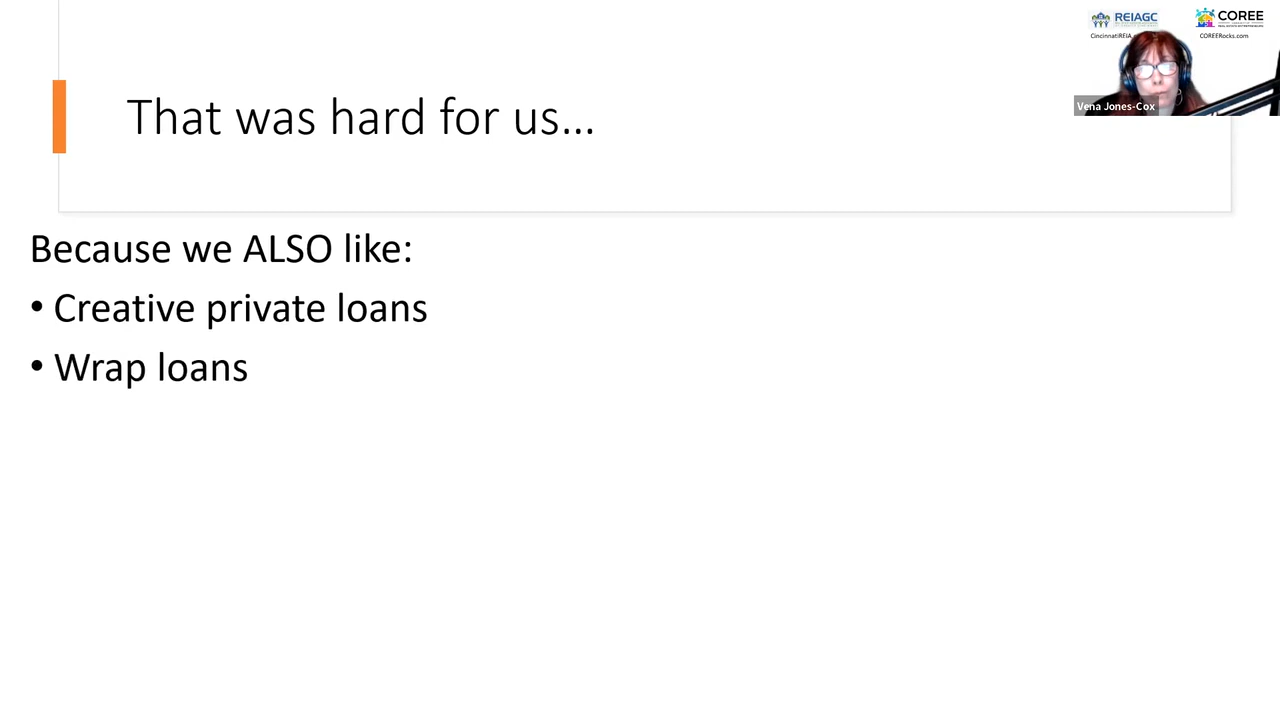 REIAGC
COREE
COREERocks.com
Vena Jones-Cox
That was hard for us…
Because we ALSO like:
• Creative private loans
• Wrap loans